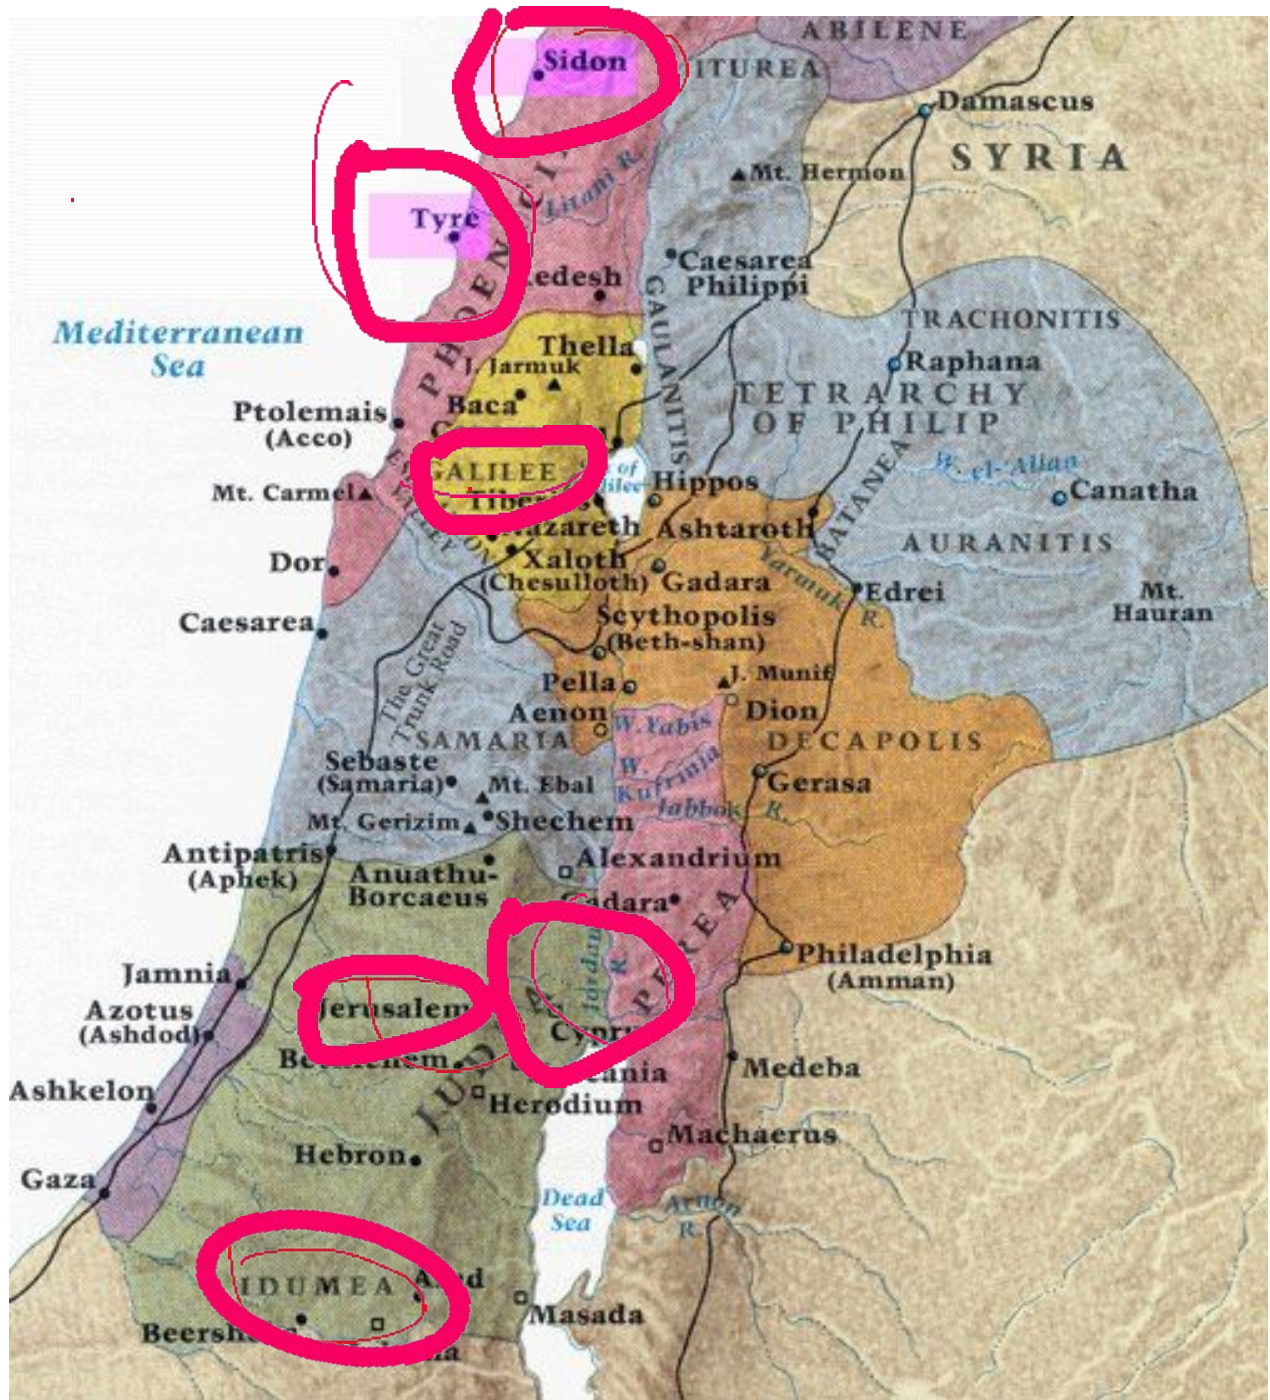 ABILENE
Sidon
ITUREA
Damascus
SYRIA
Mt. Hermon
Litani R.
Tyre
Caesarea
Philippi
GAULANITIS
PHOENICI
TRACHONITIS
Mediterranean
Sea
Thella
J. Jarmuk
Raphana
TETRARCHY
OF PHILIP
Baca
Ptolemais
(Acco)
GALILEE
W. el-'Allan
Hippos
Canatha
Mt. Carmel
Ashtaroth
BATANEA
AURANITIS
Dor
Xaloth
(Chesulloth)
Gadara
Yarmuk R.
Edrei
Mt.
Hauran
Caesarea
Scythopolis
(Beth-shan)
The Great
Trunk Road
Pella
J. Munif
Aenon
Dion
W. Yabis
SAMARIA
DECAPOLIS
Sebaste
(Samaria)
Mt. Ebal
W.
Kufrinja
Gerasa
Jabbok R.
Mt. Gerizim
Shechem
Antipatris
(Aphek)
Alexandrium
Anuathu-
Borcaeus
PEREA
Philadelphia
(Amman)
Jordan R.
Jamnia
Jerusalem
Azotus
(Ashdod)
JUD
Medeba
Ashkelon
Herodium
Machaerus
Hebron
Gaza
Dead
Sea
Arnon
R.
IDUMEA
Masada